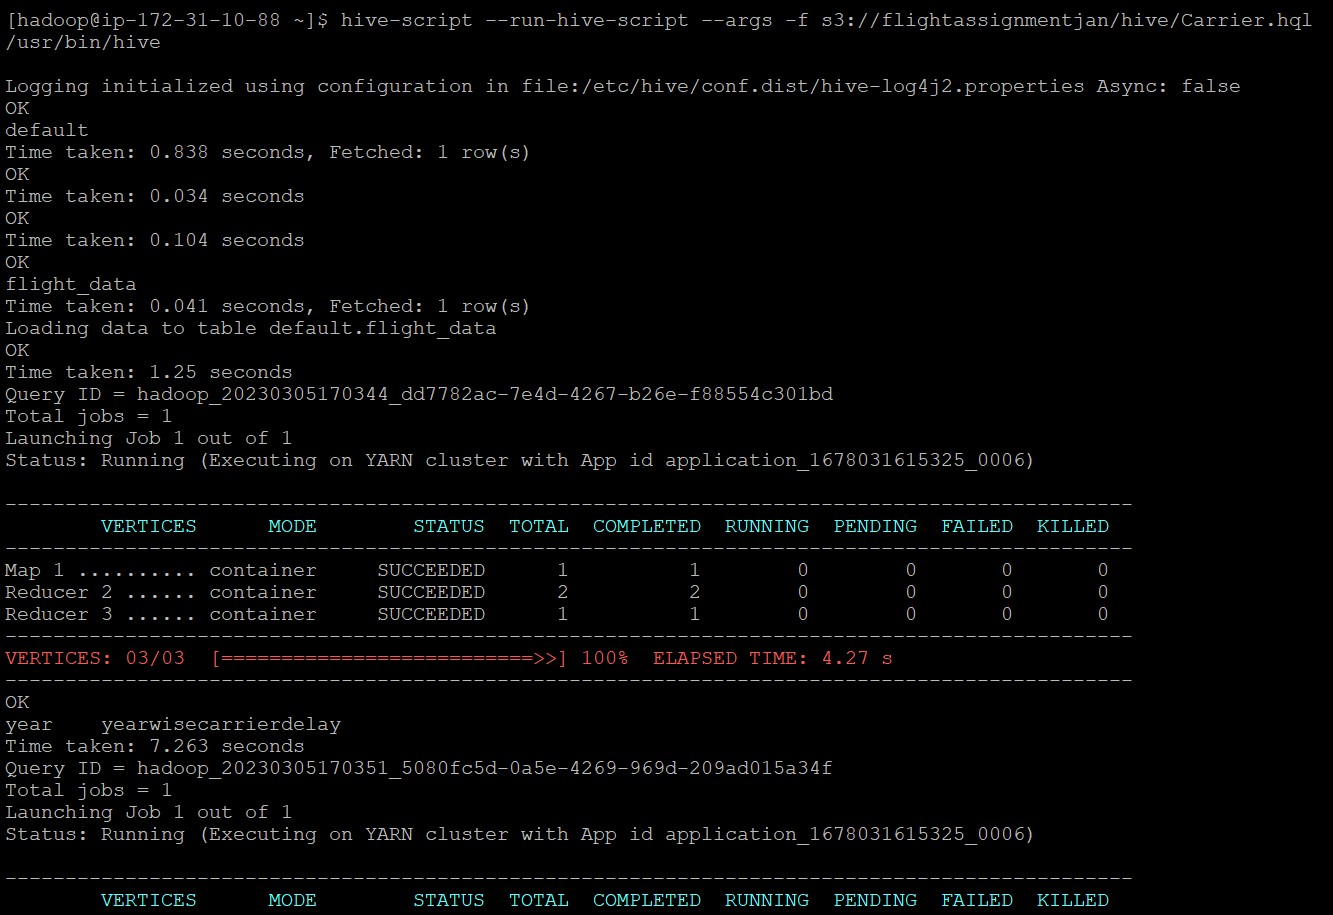 [hadoop@ip-172-31-10-88 ~]$ hive-script --run-hive-script --args -f s3://flightassignmentjan/hive/Carrier.hql
/usr/bin/hive

Logging initialized using configuration in file:/etc/hive/conf.dist/hive-log4j2.properties Async: false
OK
default
Time taken: 0.838 seconds, Fetched: 1 row(s)
OK
Time taken: 0.034 seconds
OK
Time taken: 0.104 seconds
OK
flight_data
Time taken: 0.041 seconds, Fetched: 1 row(s)
Loading data to table default.flight_data
OK
Time taken: 1.25 seconds
Query ID = hadoop_20230305170344_dd7782ac-7e4d-4267-b26e-f88554c301bd
Total jobs = 1
Launching Job 1 out of 1
Status: Running (Executing on YARN cluster with App id application_1678031615325_0006)

----------------------------------------------------------------------------------------------
        VERTICES      MODE        STATUS  TOTAL  COMPLETED  RUNNING  PENDING  FAILED  KILLED
----------------------------------------------------------------------------------------------
Map 1 .......... container     SUCCEEDED      1          1        0        0       0       0
Reducer 2 ...... container     SUCCEEDED      2          2        0        0       0       0
Reducer 3 ...... container     SUCCEEDED      1          1        0        0       0       0
----------------------------------------------------------------------------------------------
VERTICES: 03/03  [==========================>>] 100%  ELAPSED TIME: 4.27 s
----------------------------------------------------------------------------------------------
OK
year    yearwisecarrierdelay
Time taken: 7.263 seconds
Query ID = hadoop_20230305170351_5080fc5d-0a5e-4269-969d-209ad015a34f
Total jobs = 1
Launching Job 1 out of 1
Status: Running (Executing on YARN cluster with App id application_1678031615325_0006)

----------------------------------------------------------------------------------------------
        VERTICES      MODE        STATUS  TOTAL  COMPLETED  RUNNING  PENDING  FAILED  KILLED